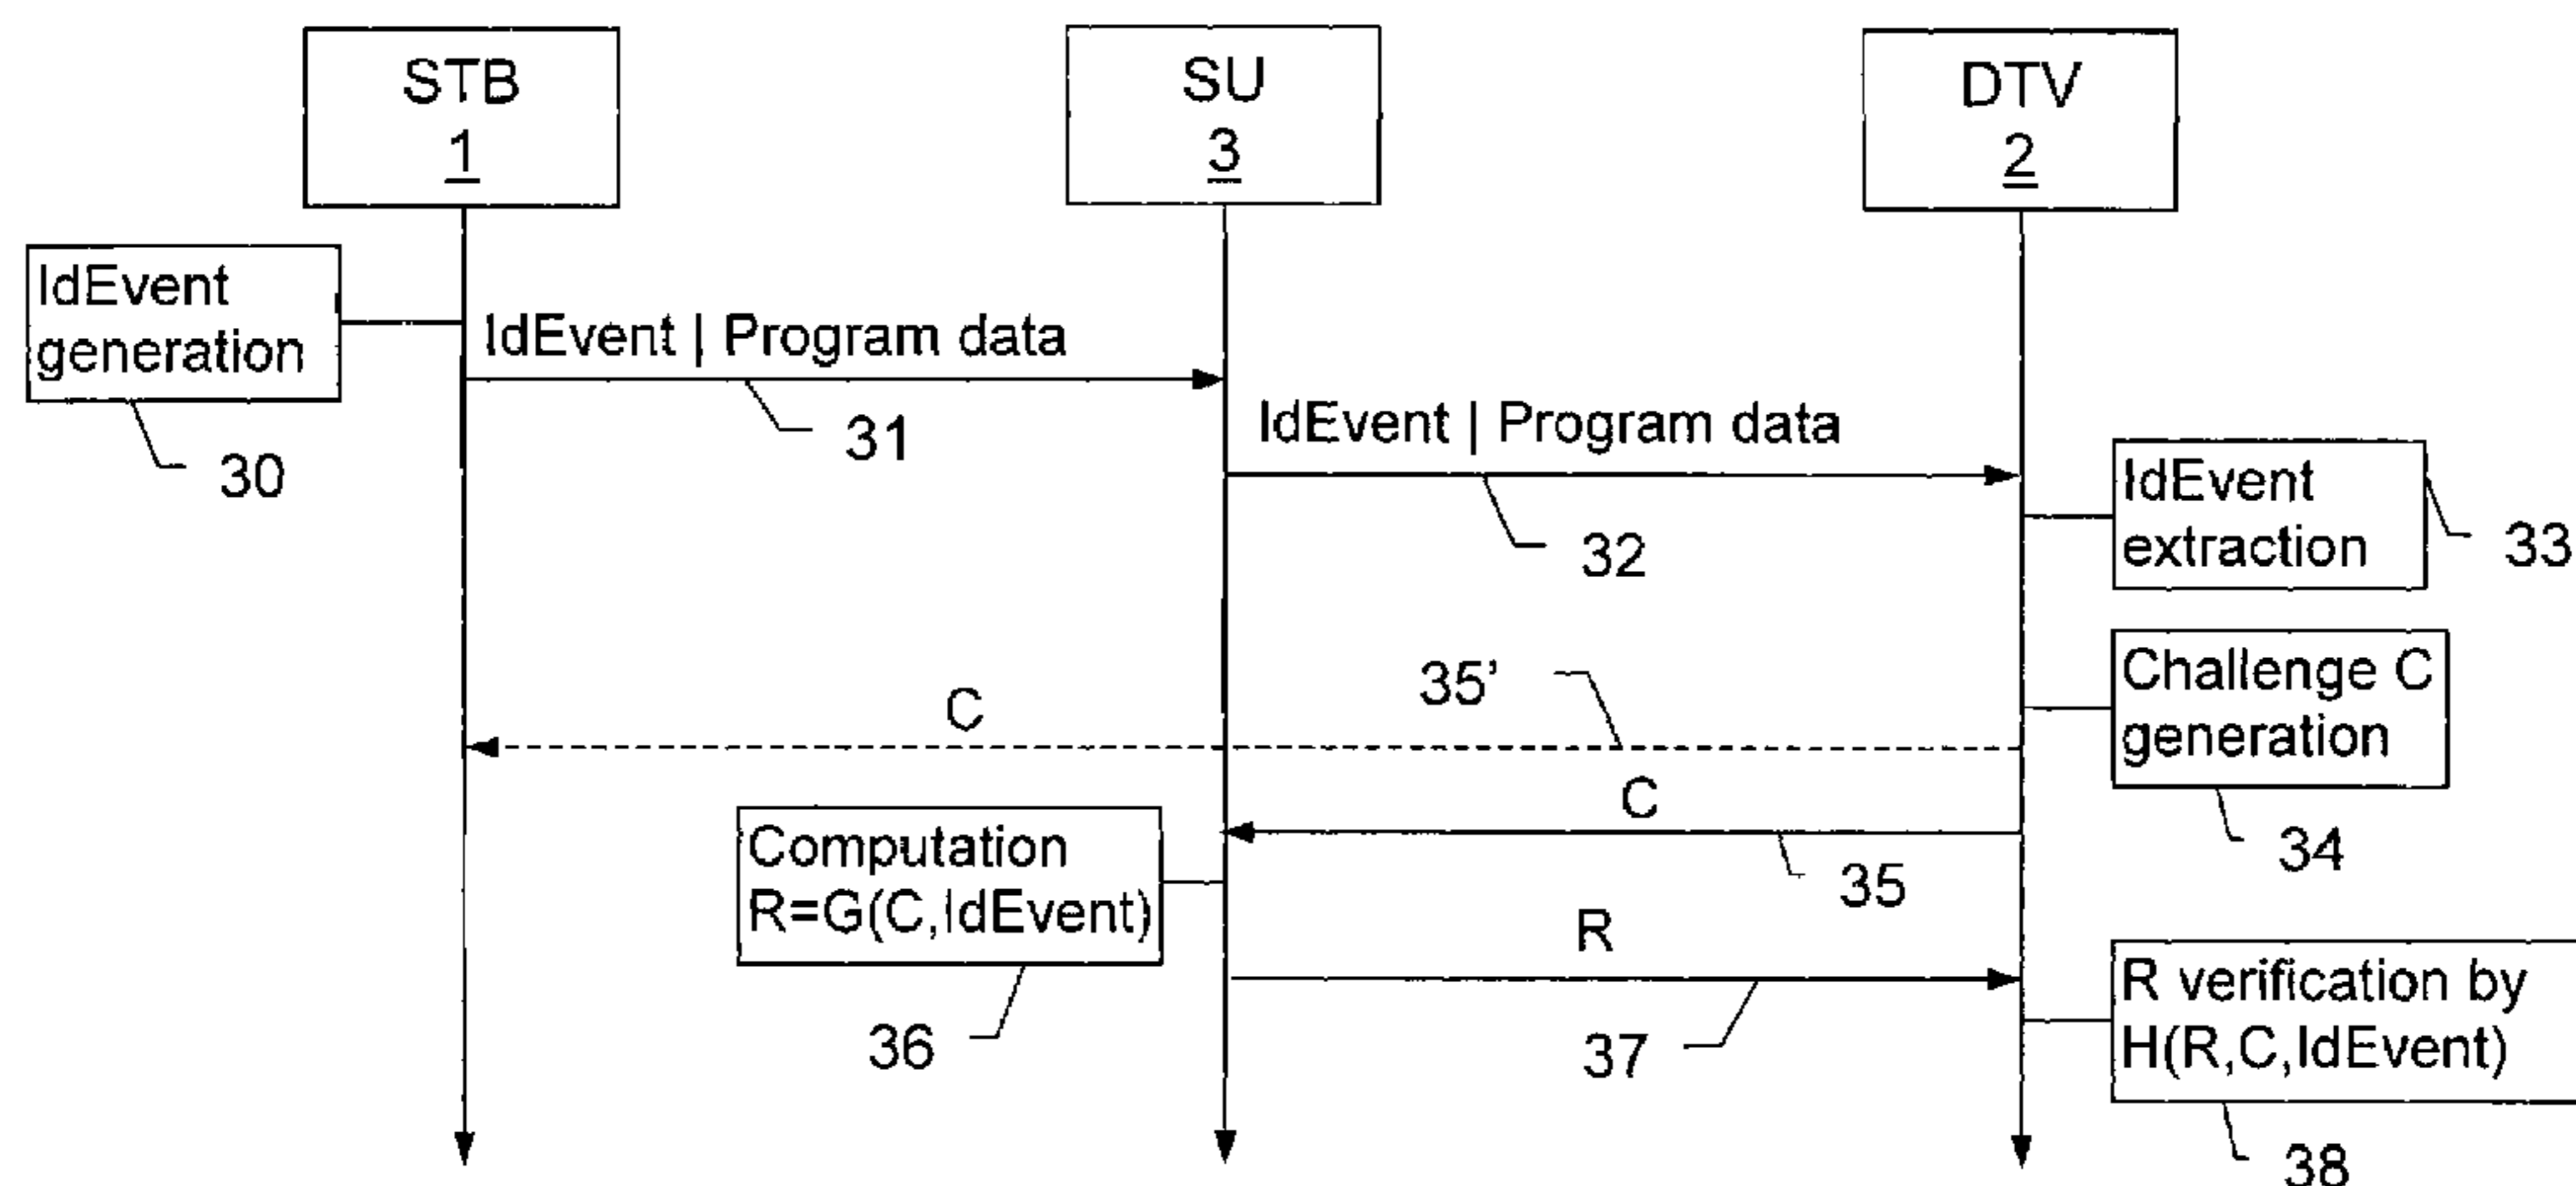 STB
1
SU
3
DTV
2
IdEvent
generation
30
IdEvent | Program data
31
IdEvent | Program data
32
IdEvent
extraction
33
Challenge C
generation
34
35'
C
C
35
Computation
R=G(C,IdEvent)
36
R
37
R verification by
H(R,C,IdEvent)
38